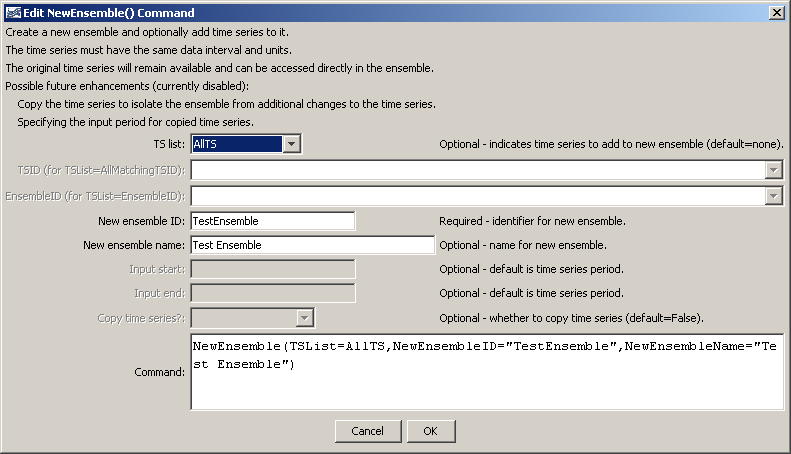 Edit NewEnsemble() Command
Create a new ensemble and optionally add time series to it.
The time series must have the same data interval and units.
The original time series will remain available and can be accessed directly in the ensemble.
Possible future enhancements (currently disabled):
Copy the time series to isolate the ensemble from additional changes to the time series.
Specifying the input period for copied time series.
TS list: AllTS Optional - indicates time series to add to new ensemble (default=none).
TSID (for TSList=AllMatchingTSID):
EnsembleID (for TSList=EnsembleID):
New ensemble ID: TestEnsemble Required - identifier for new ensemble.
New ensemble name: Test Ensemble Optional - name for new ensemble.
Input start: Optional - default is time series period.
Input end: Optional - default is time series period.
Copy time series?: Optional - whether to copy time series (default=False).
Command: NewEnsemble(TSList=AllTS,NewEnsembleID="TestEnsemble",NewEnsembleName="Te
st Ensemble")
Cancel OK